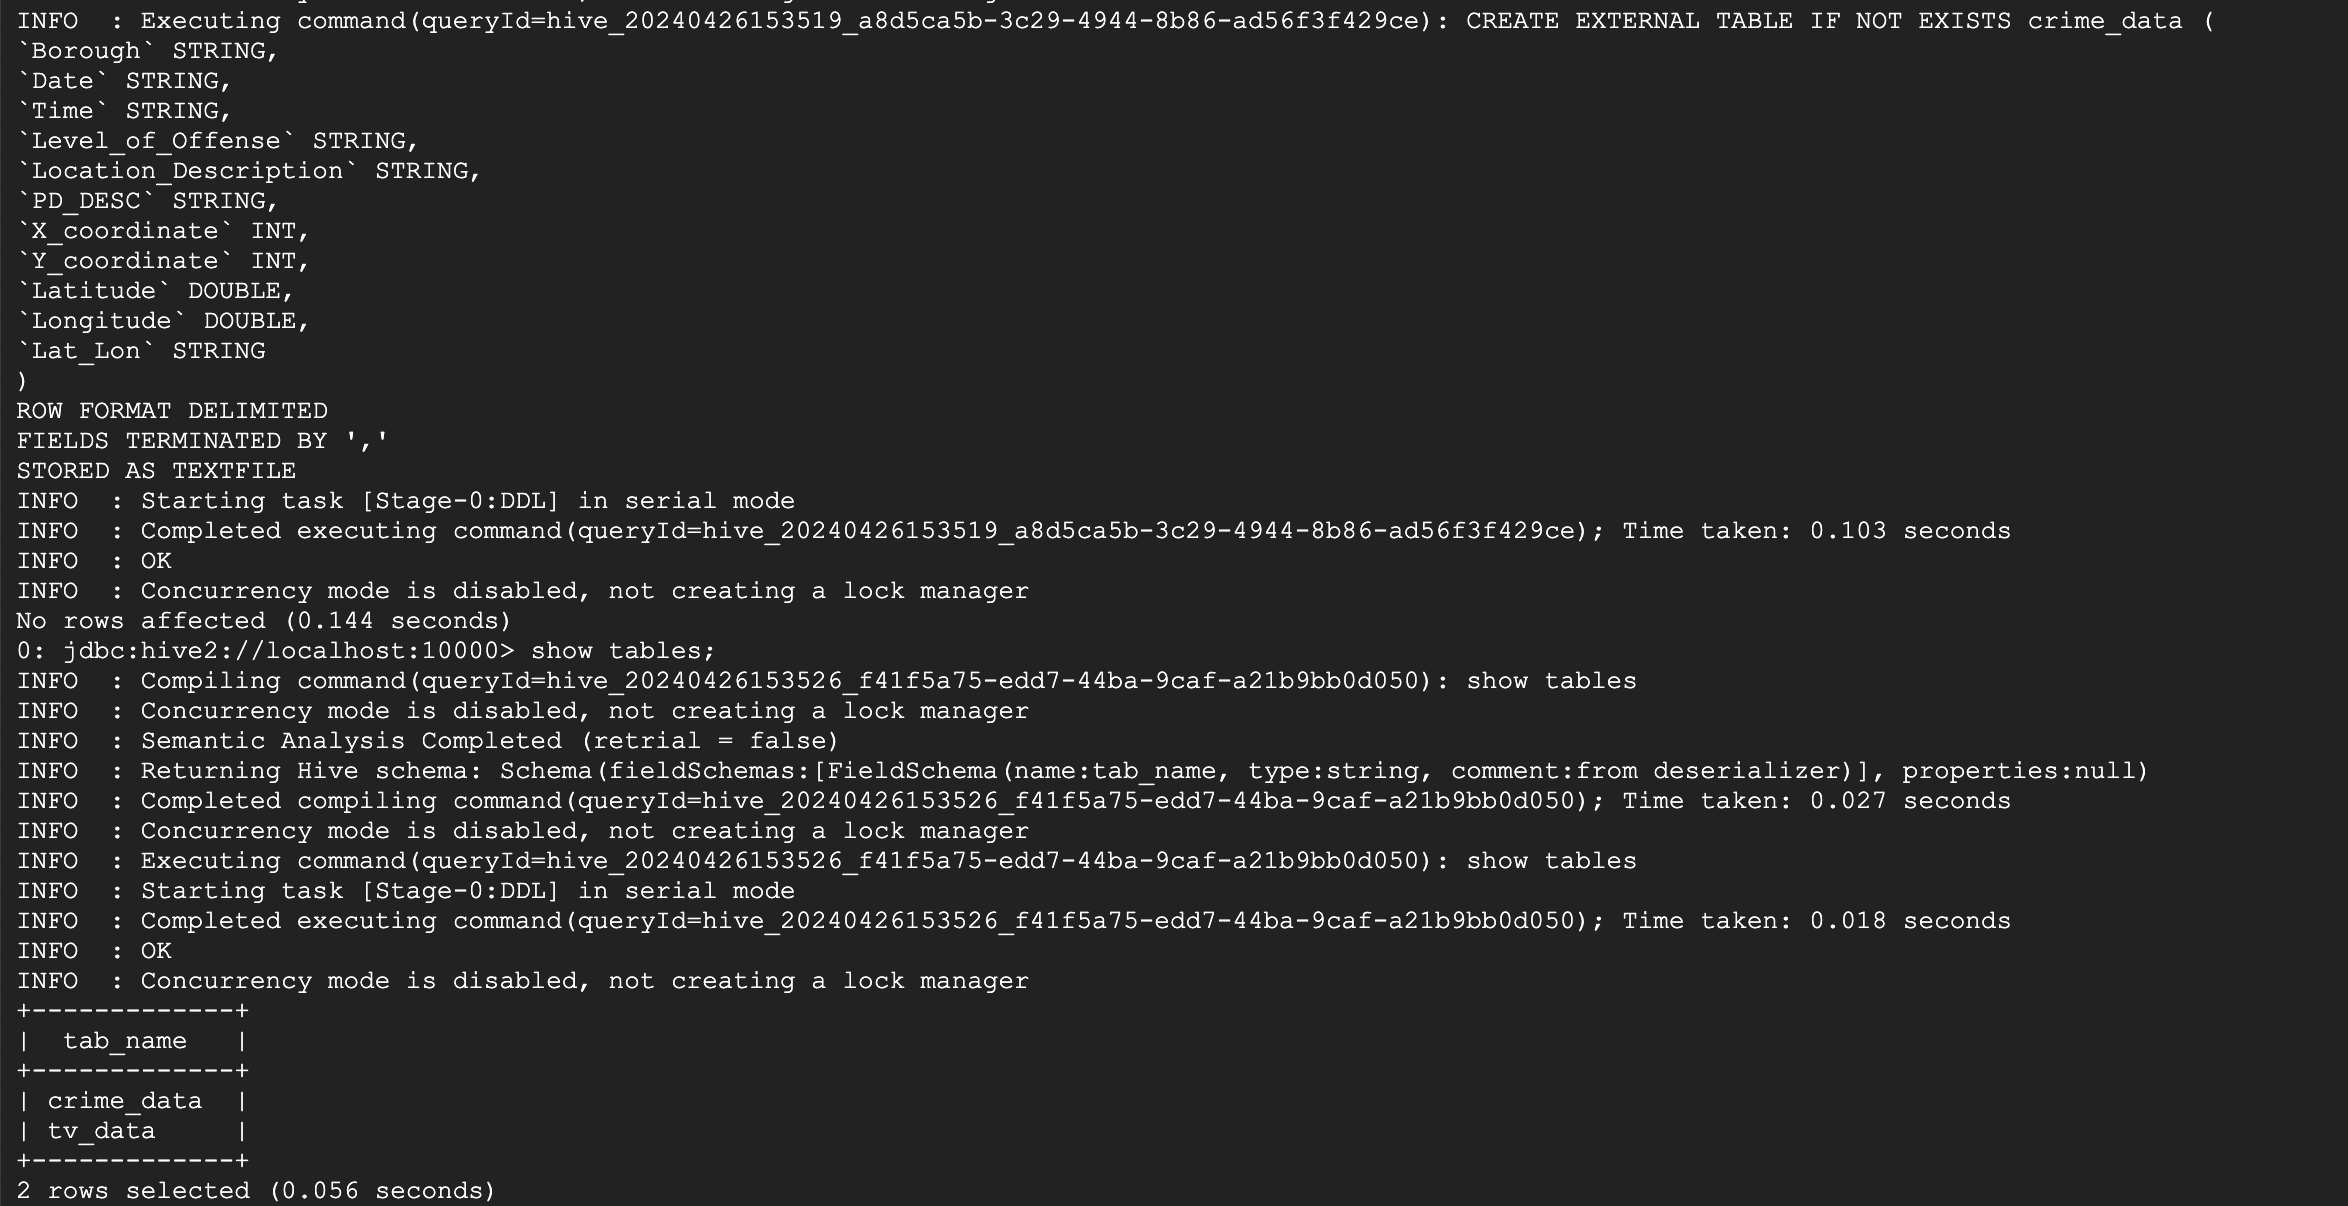 INFO  : Executing command(queryId=hive_20240426153519_a8d5ca5b-3c29-4944-8b86-ad56f3f429ce): CREATE EXTERNAL TABLE IF NOT EXISTS crime_data (
`Borough` STRING,
`Date` STRING,
`Time` STRING,
`Level_of_Offense` STRING,
`Location_Description` STRING,
`PD_DESC` STRING,
`X_coordinate` INT,
`Y_coordinate` INT,
`Latitude` DOUBLE,
`Longitude` DOUBLE,
`Lat_Lon` STRING
)
ROW FORMAT DELIMITED
FIELDS TERMINATED BY ','
STORED AS TEXTFILE
INFO  : Starting task [Stage-0:DDL] in serial mode
INFO  : Completed executing command(queryId=hive_20240426153519_a8d5ca5b-3c29-4944-8b86-ad56f3f429ce); Time taken: 0.103 seconds
INFO  : OK
INFO  : Concurrency mode is disabled, not creating a lock manager
No rows affected (0.144 seconds)
0: jdbc:hive2://localhost:10000> show tables;
INFO  : Compiling command(queryId=hive_20240426153526_f41f5a75-edd7-44ba-9caf-a21b9bb0d050): show tables
INFO  : Concurrency mode is disabled, not creating a lock manager
INFO  : Semantic Analysis Completed (retrial = false)
INFO  : Returning Hive schema: Schema(fieldSchemas:[FieldSchema(name:tab_name, type:string, comment:from deserializer)], properties:null)
INFO  : Completed compiling command(queryId=hive_20240426153526_f41f5a75-edd7-44ba-9caf-a21b9bb0d050); Time taken: 0.027 seconds
INFO  : Concurrency mode is disabled, not creating a lock manager
INFO  : Executing command(queryId=hive_20240426153526_f41f5a75-edd7-44ba-9caf-a21b9bb0d050): show tables
INFO  : Starting task [Stage-0:DDL] in serial mode
INFO  : Completed executing command(queryId=hive_20240426153526_f41f5a75-edd7-44ba-9caf-a21b9bb0d050); Time taken: 0.018 seconds
INFO  : OK
INFO  : Concurrency mode is disabled, not creating a lock manager
+-------------+
|  tab_name   |
+-------------+
| crime_data  |
| tv_data     |
+-------------+
2 rows selected (0.056 seconds)